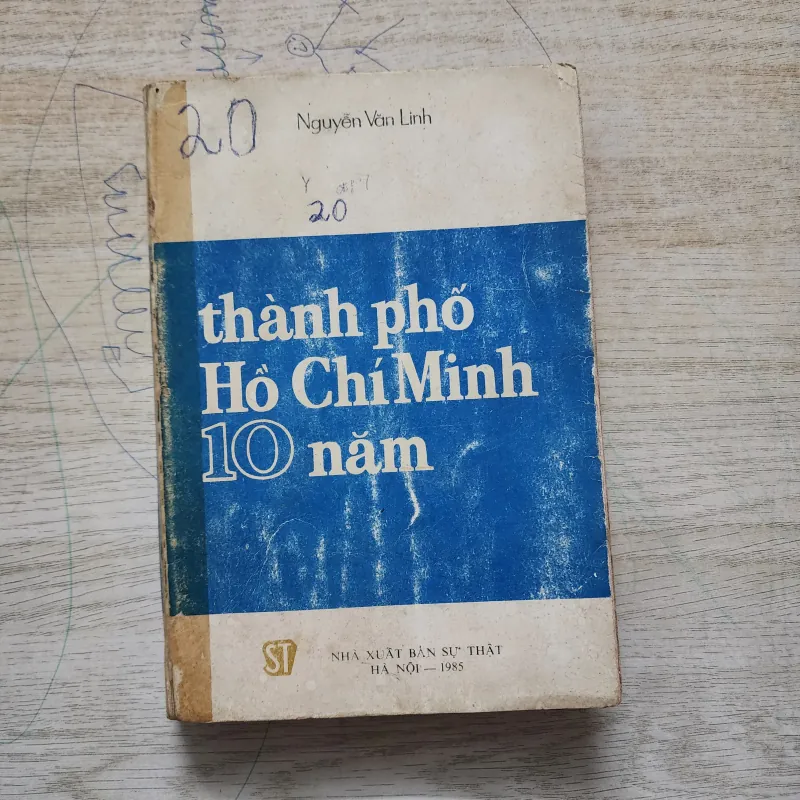 20
Nguyễn Văn Linh
20
thành phố
Hồ Chí Minh
10 năm
ST
NHÀ XUẤT BẢN SỰ THẬT
HÀ NỘI — 1985